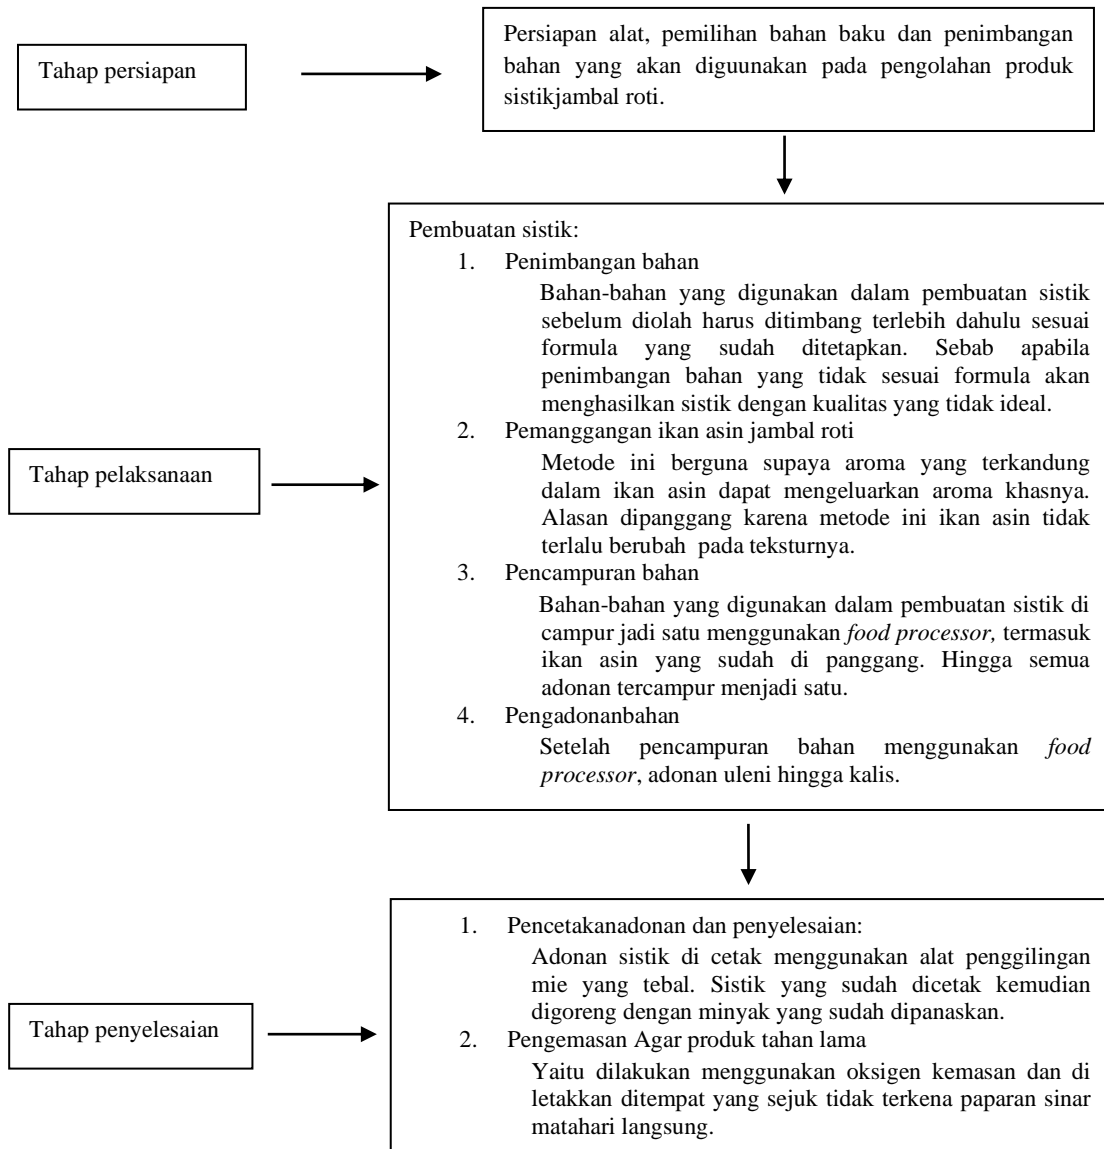 Tahap persiapan
Persiapan alat, pemilihan bahan baku dan penimbangan
bahan yang akan diguunakan pada pengolahan produk
sistikjambal roti.
Tahap pelaksanaan
Pembuatan sistik:
1. Penimbangan bahan
Bahan-bahan yang digunakan dalam pembuatan sistik
sebelum diolah harus ditimbang terlebih dahulu sesuai
formula yang sudah ditetapkan. Sebab apabila
penimbangan bahan yang tidak sesuai formula akan
menghasilkan sistik dengan kualitas yang tidak ideal.
2. Pemanggangan ikan asin jambal roti
Metode ini berguna supaya aroma yang terkandung
dalam ikan asin dapat mengeluarkan aroma khasnya.
Alasan dipanggang karena metode ini ikan asin tidak
terlalu berubah pada teksturnya.
3. Pencampuran bahan
Bahan-bahan yang digunakan dalam pembuatan sistik di
campur jadi satu menggunakan food processor, termasuk
ikan asin yang sudah di panggang. Hingga semua
adonan tercampur menjadi satu.
4. Pengadonanbahan
Setelah pencampuran bahan menggunakan food
processor, adonan uleni hingga kalis.
Tahap penyelesaian
1. Pencetakanadonan dan penyelesaian:
Adonan sistik di cetak menggunakan alat penggilingan
mie yang tebal. Sistik yang sudah dicetak kemudian
digoreng dengan minyak yang sudah dipanaskan.
2. Pengemasan Agar produk tahan lama
Yaitu dilakukan menggunakan oksigen kemasan dan di
letakkan ditempat yang sejuk tidak terkena paparan sinar
matahari langsung.